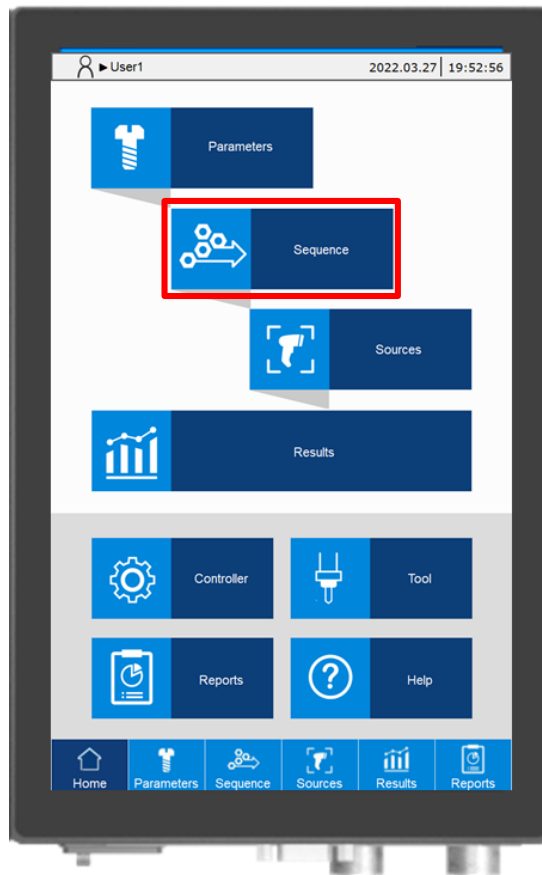 ►User1
2022.03.27 19:52:56
Parameters
Sequence
Sources
Results
Controller
Tool
Reports
Help
Home Parameters Sequence Sources Results Reports